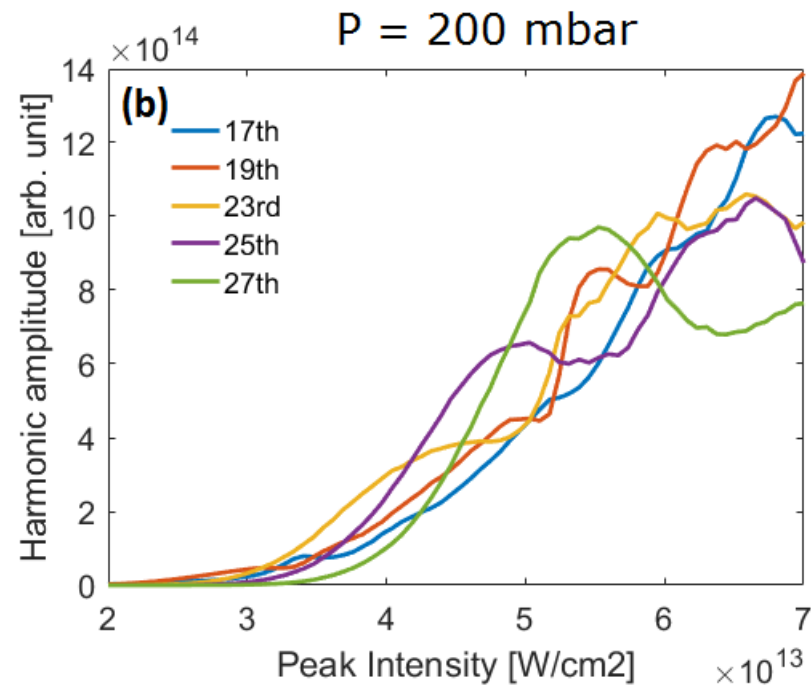 P = 200 mbar
×10^14
(b)
17th
19th
23rd
25th
27th
Harmonic amplitude [arb. unit]
14
12
10
8
6
4
2
0
2 3 4 5 6 7
Peak Intensity [W/cm2]
×10^13